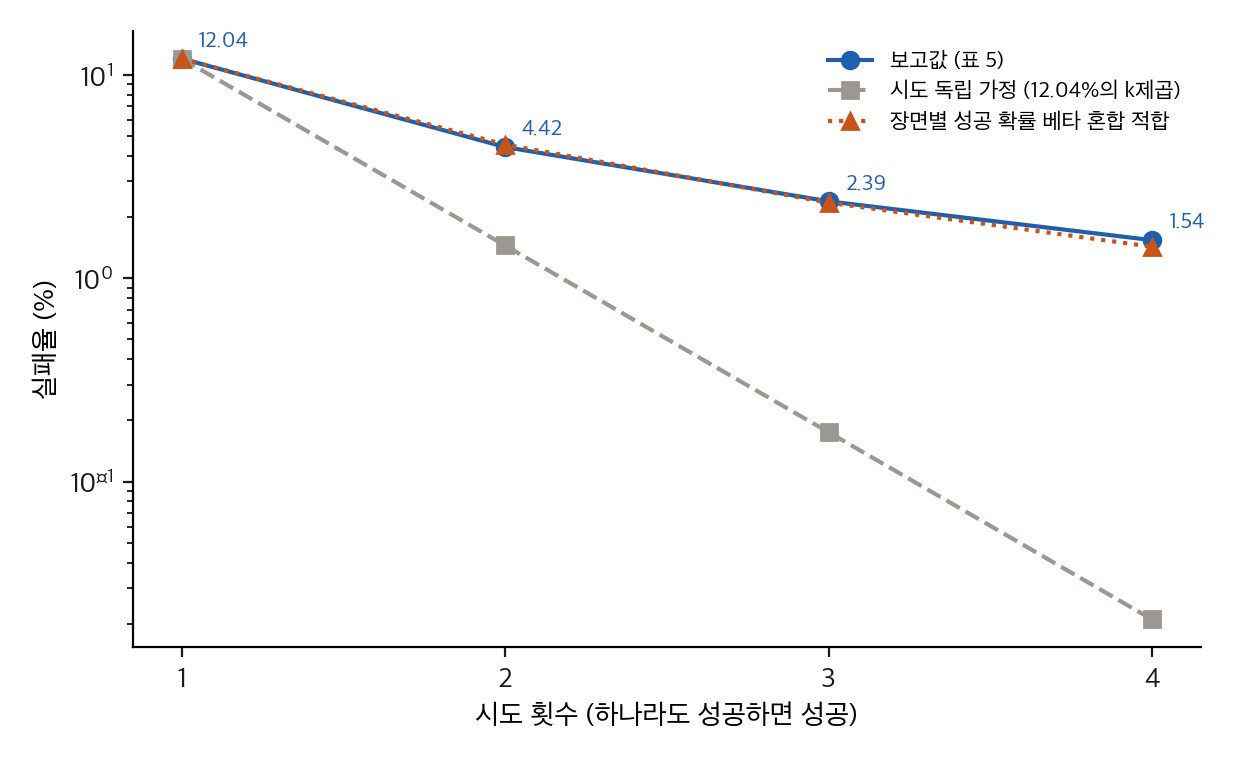 12.04
4.42
2.39
1.54
보고값 (표 5)
시도 독립 가정 (12.04%의 k제곱)
장면별 성공 확률 베타 혼합 적합
실패율 (%)
10¹
10⁰
10¤¹
1 2 3 4
시도 횟수 (하나라도 성공하면 성공)